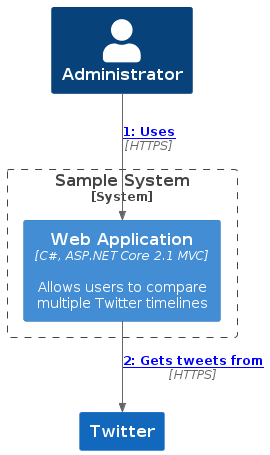 Administrator
1: Uses
[HTTPS]
Sample System
[System]
Web Application
[C#, ASP.NET Core 2.1 MVC]
Allows users to compare
multiple Twitter timelines
2: Gets tweets from
[HTTPS]
Twitter